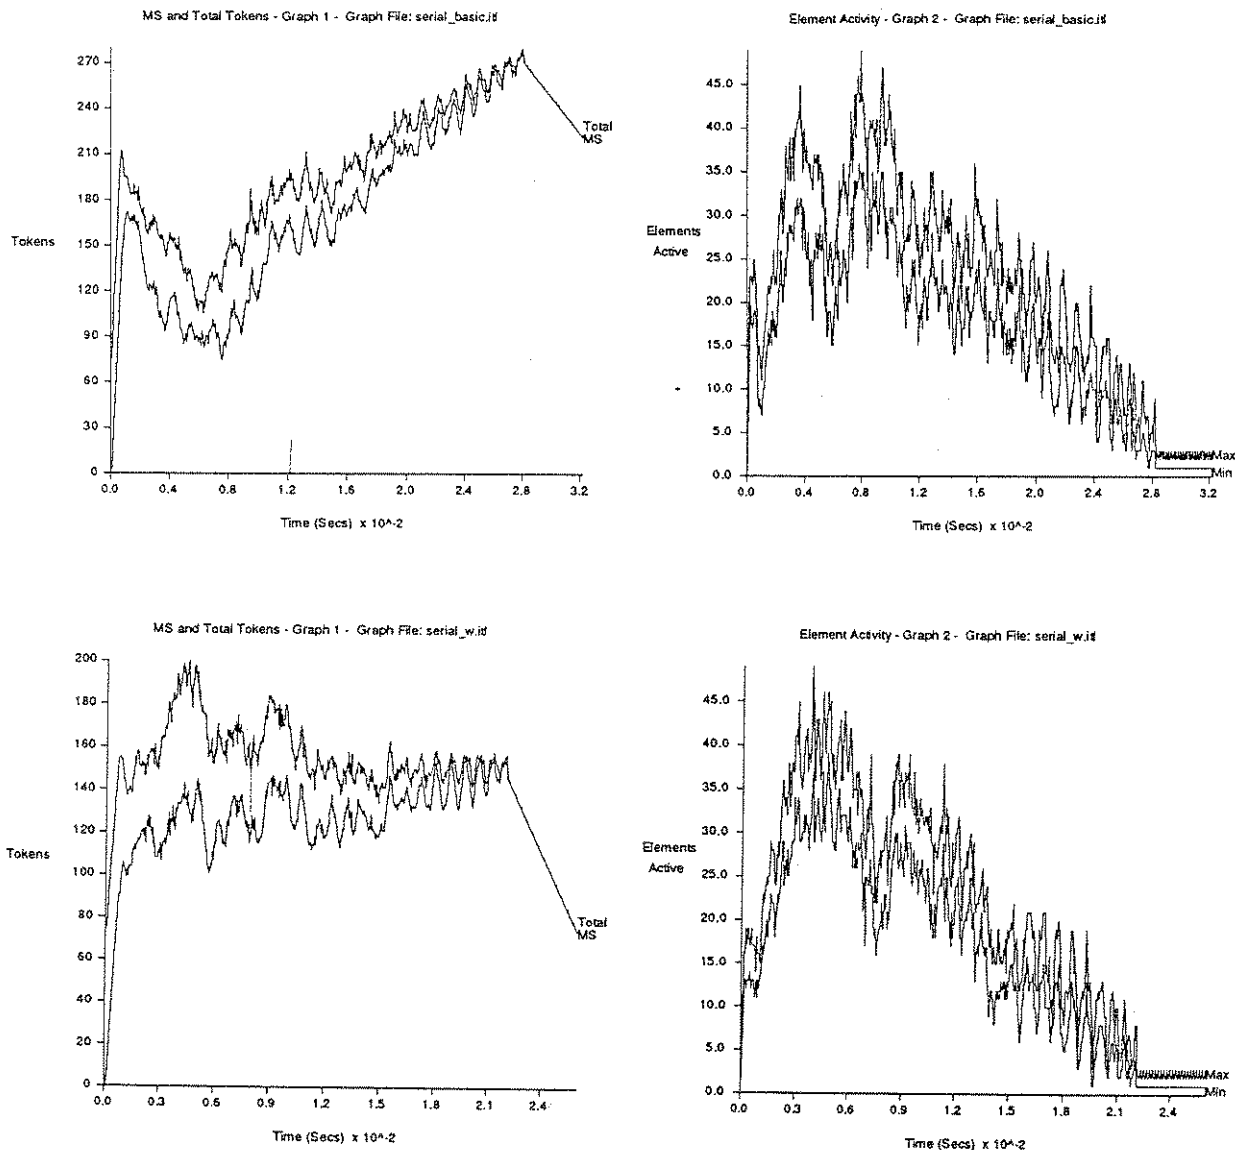 MS and Total Tokens - Graph 1 - Graph File: serial_basic.itl
270
240
210
180
150
120
90
60
30
0
Tokens
Total
MS
0.0 0.4 0.8 1.2 1.6 2.0 2.4 2.8 3.2
Time (Secs) x 10^-2
Element Activity - Graph 2 - Graph File: serial_basic.itl
45.0
40.0
35.0
30.0
25.0
20.0
15.0
10.0
5.0
0.0
Elements
Active
Max
Min
0.0 0.4 0.8 1.2 1.6 2.0 2.4 2.8 3.2
Time (Secs) x 10^-2
MS and Total Tokens - Graph 1 - Graph File: serial_w.itl
200
180
160
140
120
100
80
60
40
20
0
Tokens
Total
MS
0.0 0.3 0.6 0.9 1.2 1.5 1.8 2.1 2.4
Time (Secs) x 10^-2
Element Activity - Graph 2 - Graph File: serial_w.itl
45.0
40.0
35.0
30.0
25.0
20.0
15.0
10.0
5.0
0.0
Elements
Active
Max
Min
0.0 0.3 0.6 0.9 1.2 1.5 1.8 2.1 2.4
Time (Secs) x 10^-2